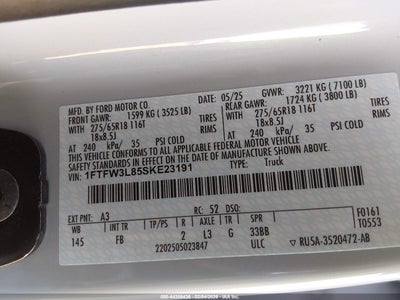 MFD. BY FORD MOTOR CO.
05/25 GVWR: 3221 KG (7100 LB)
FRONT GAWR: 1599 KG (3525 LB) REAR GAWR: 1724 KG (3800 LB)
WITH 275/65R18 116T TIRES WITH 275/65R18 116T TIRES
18x8.5J RIMS 18x8.5J RIMS
AT 240 kPa/ 35 PSI COLD AT 240 kPa/ 35 PSI COLD
THIS VEHICLE CONFORMS TO ALL APPLICABLE FEDERAL MOTOR VEHICLE
SAFETY STANDARDS IN EFFECT ON THE DATE OF MANUFACTURE SHOWN ABOVE.
VIN: 1FTFW3L85SKE23191
TYPE: Truck
EXT PNT: A3 RC: 52 DSO: F0161
WB INT TR R AXLE TR SPR T0553
145 FB 2 L3 G 33BB
2202505023847 ULC RU5A-3520472-AB